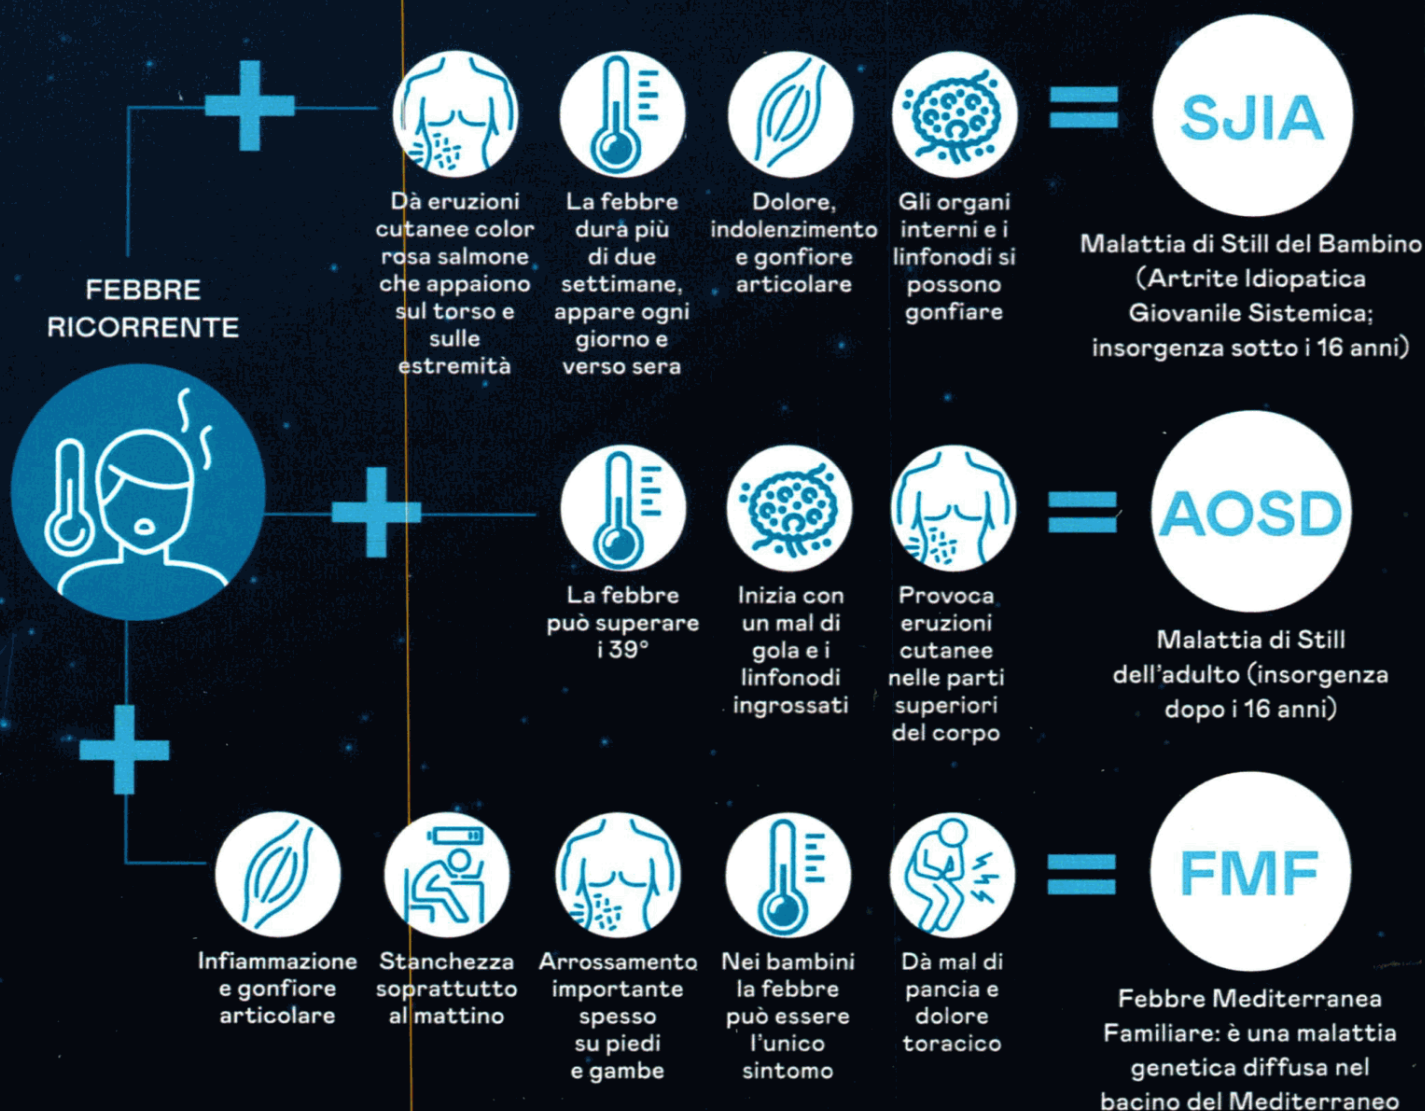 FEBBRE
RICORRENTE
Dà eruzioni
cutanee color
rosa salmone
che appaiono
sul torso e
sulle
estremità
La febbre
dura più
di due
settimane,
appare ogni
giorno e
verso sera
Dolore,
indolenzimento
e gonfiore
articolare
Gli organi
interni e i
linfonodi si
possono
gonfiare
SJIA
Malattia di Still del Bambino
(Artrite Idiopatica
Giovanile Sistemica;
insorgenza sotto i 16 anni)
La febbre
può superare
i 39°
Inizia con
un mal di
gola e i
linfonodi
ingrossati
Provoca
eruzioni
cutanee
nelle parti
superiori
del corpo
AOSD
Malattia di Still
dell'adulto (insorgenza
dopo i 16 anni)
Infiammazione
e gonfiore
articolare
Stanchezza
soprattutto
al mattino
Arrossamento
importante
spesso
su piedi
e gambe
Nei bambini
la febbre
può essere
l'unico
sintomo
Dà mal di
pancia e
dolore
toracico
FMF
Febbre Mediterranea
Familiare: è una malattia
genetica diffusa nel
bacino del Mediterraneo